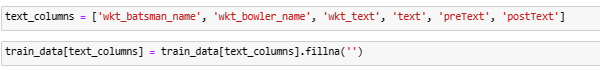 text_columns = ['wkt_batsman_name', 'wkt_bowler_name', 'wkt_text', 'text', 'preText', 'postText']
train_data[text_columns] = train_data[text_columns].fillna('')